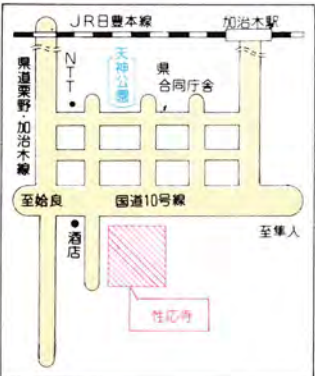 JR日豊本線
加治木駅
県道栗野・加治木線
NTT
天神公園
県
合同庁舎
至姶良
国道10号線
至隼人
酒店
性応寺